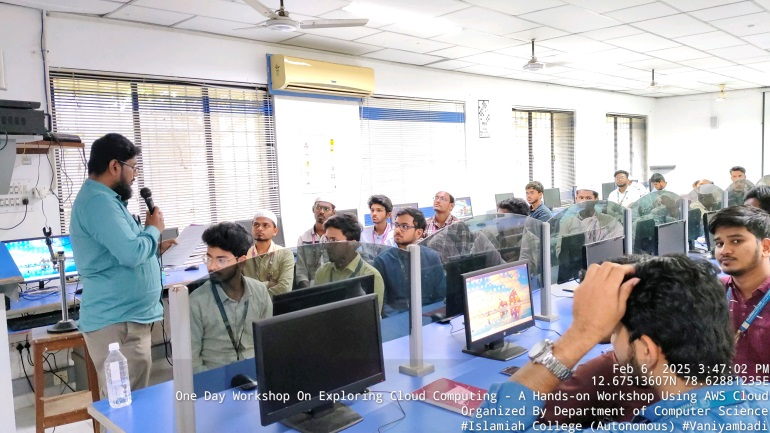 Feb 6, 2025 3:47:02 PM
12.67513607N 78.62881235E
One Day Workshop On Exploring Cloud Computing - A Hands-on Workshop Using AWS Cloud
Organized By Department of Computer Science
#Islamiah College (Autonomous) #Vaniyambadi